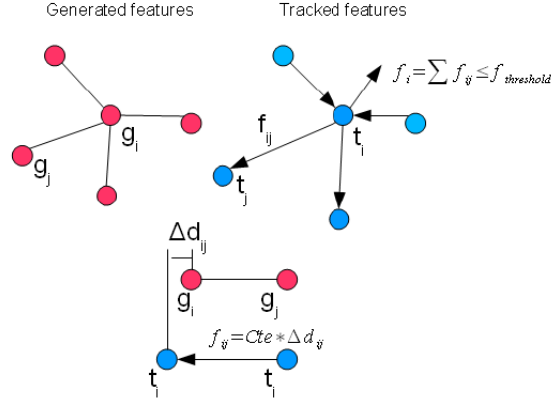 Generated features
Tracked features
f_i = ∑ f_ij ≤ f_threshold
g_i
f_ij
t_i
g_j
t_j
Δd_ij
g_i g_j
f_ij = Cte * Δd_ij
t_i t_i